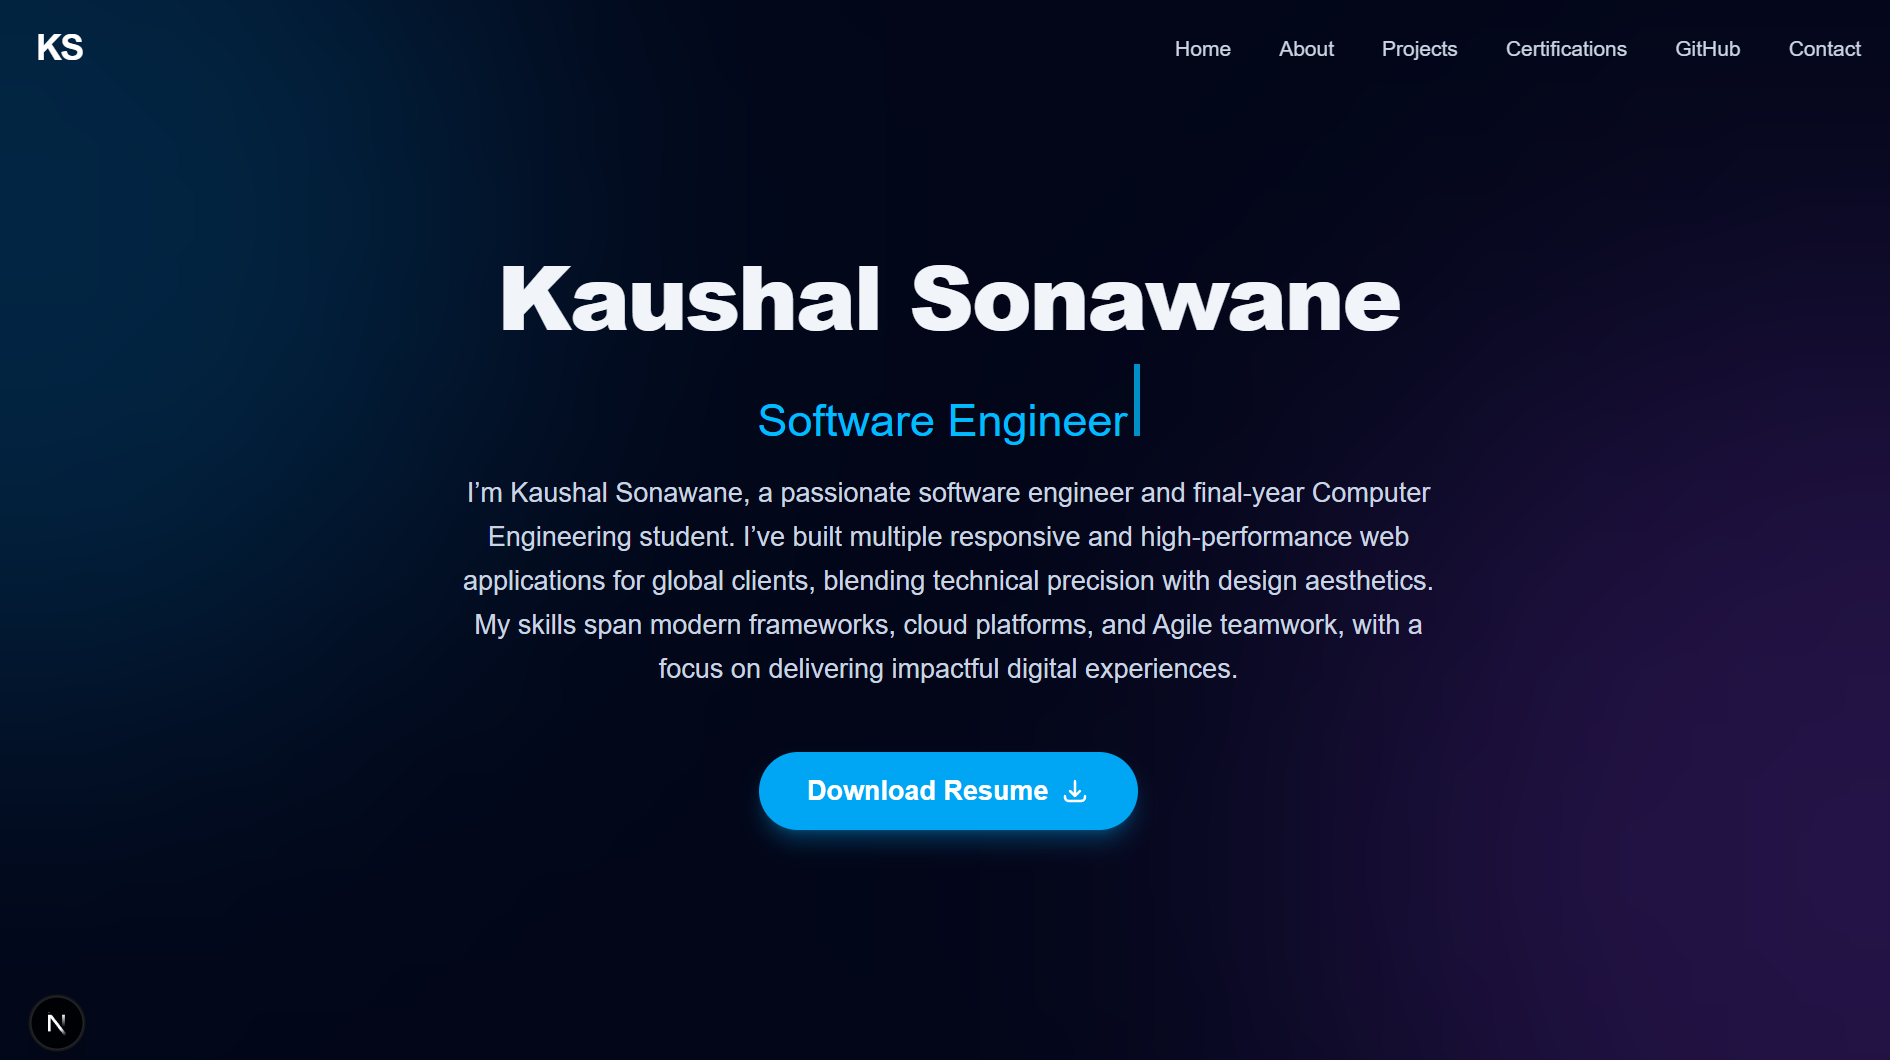 KS
Home
About
Projects
Certifications
GitHub
Contact
Kaushal Sonawane
Software Engineer
I’m Kaushal Sonawane, a passionate software engineer and final-year Computer
Engineering student. I’ve built multiple responsive and high-performance web
applications for global clients, blending technical precision with design aesthetics.
My skills span modern frameworks, cloud platforms, and Agile teamwork, with a
focus on delivering impactful digital experiences.
Download Resume
N